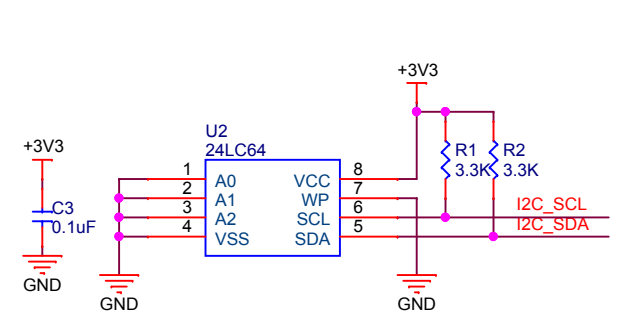 +3V3
U2
24LC64
+3V3
C3
0.1uF
GND
1 A0
2 A1
3 A2
4 VSS
VCC 8
WP 7
SCL 6
SDA 5
R1
3.3K
R2
3.3K
I2C_SCL
I2C_SDA
GND
GND